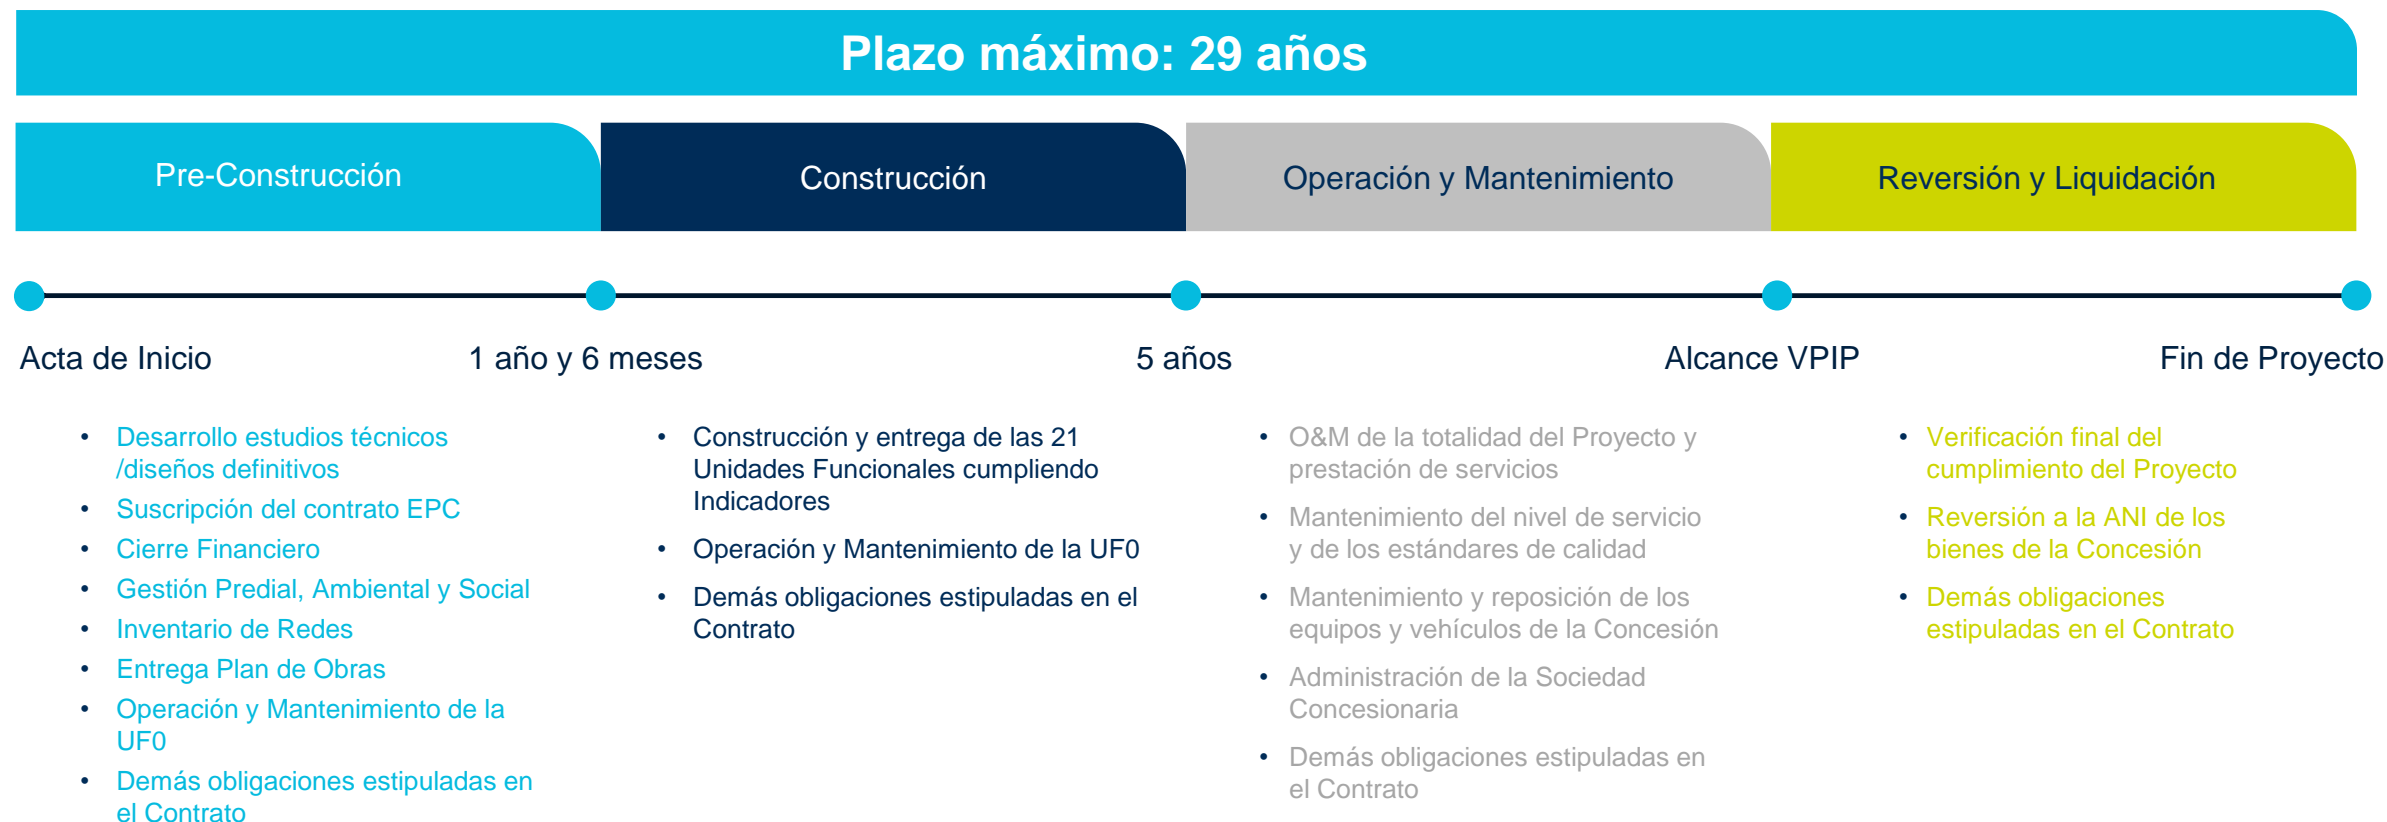 Plazo máximo: 29 años
Pre-Construcción
Construcción
Operación y Mantenimiento
Reversión y Liquidación
Acta de Inicio
1 año y 6 meses
5 años
Alcance VPIP
Fin de Proyecto
• Desarrollo estudios técnicos
/diseños definitivos
• Suscripción del contrato EPC
• Cierre Financiero
• Gestión Predial, Ambiental y Social
• Inventario de Redes
• Entrega Plan de Obras
• Operación y Mantenimiento de la
UF0
• Demás obligaciones estipuladas en
el Contrato
• Construcción y entrega de las 21
Unidades Funcionales cumpliendo
Indicadores
• Operación y Mantenimiento de la UF0
• Demás obligaciones estipuladas en el
Contrato
• O&M de la totalidad del Proyecto y
prestación de servicios
• Mantenimiento del nivel de servicio
y de los estándares de calidad
• Mantenimiento y reposición de los
equipos y vehículos de la Concesión
• Administración de la Sociedad
Concesionaria
• Demás obligaciones estipuladas en
el Contrato
• Verificación final del
cumplimiento del Proyecto
• Reversión a la ANI de los
bienes de la Concesión
• Demás obligaciones
estipuladas en el Contrato